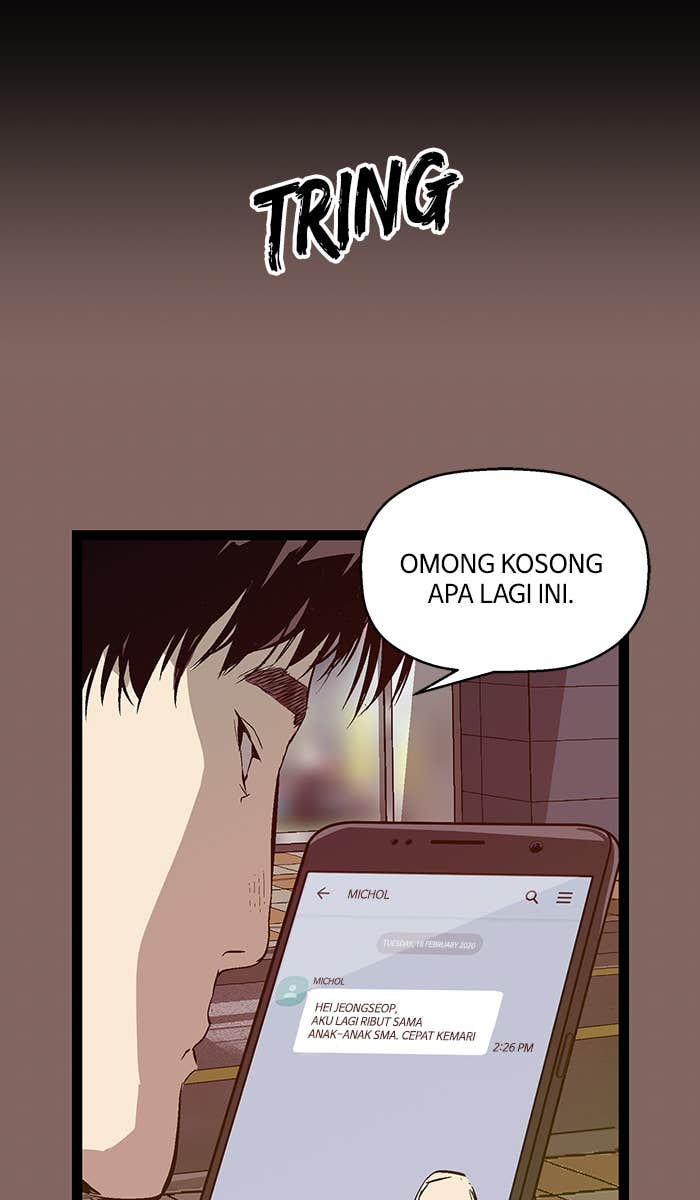 TRING
OMONG KOSONG
APA LAGI INI.
MICHOL
TUESDAY, 18 FEBRUARY 2020
MICHOL
HEI JEONGSEOP,
AKU LAGI RIBUT SAMA
ANAK-ANAK SMA. CEPAT KEMARI
2:26 PM